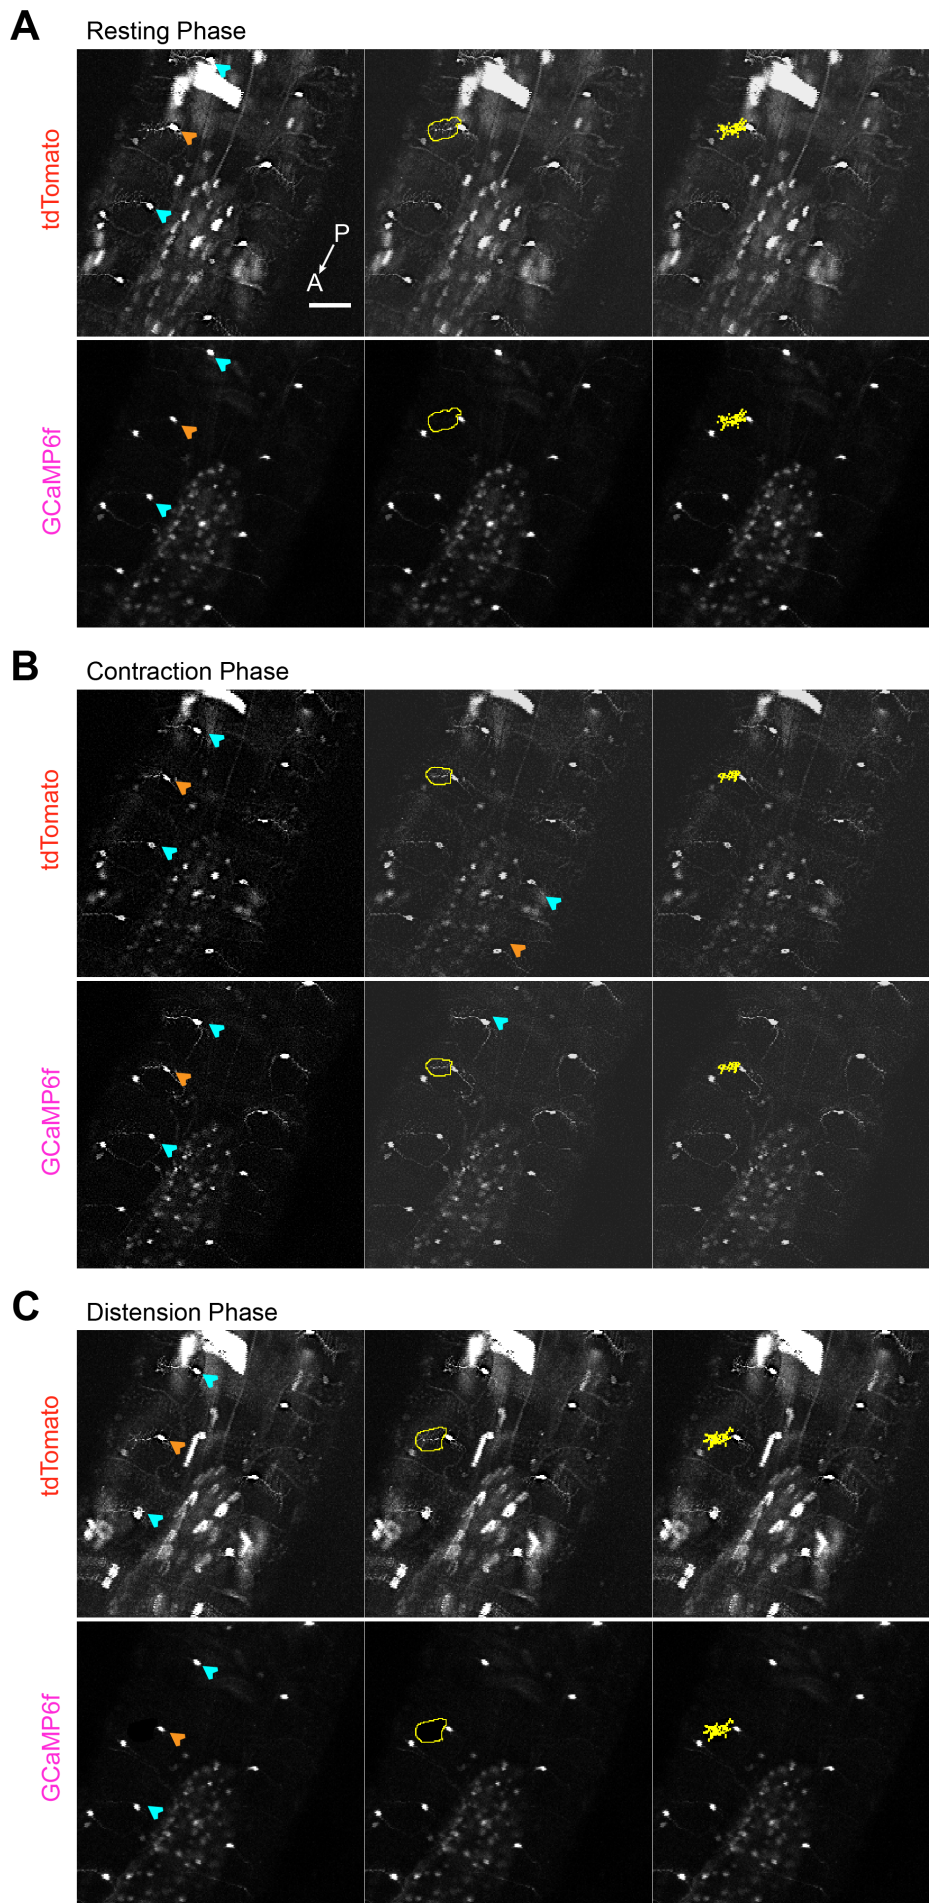 A
Resting Phase
tdTomato
P
A
GCaMP6f
B
Contraction Phase
tdTomato
GCaMP6f
C
Distension Phase
tdTomato
GCaMP6f